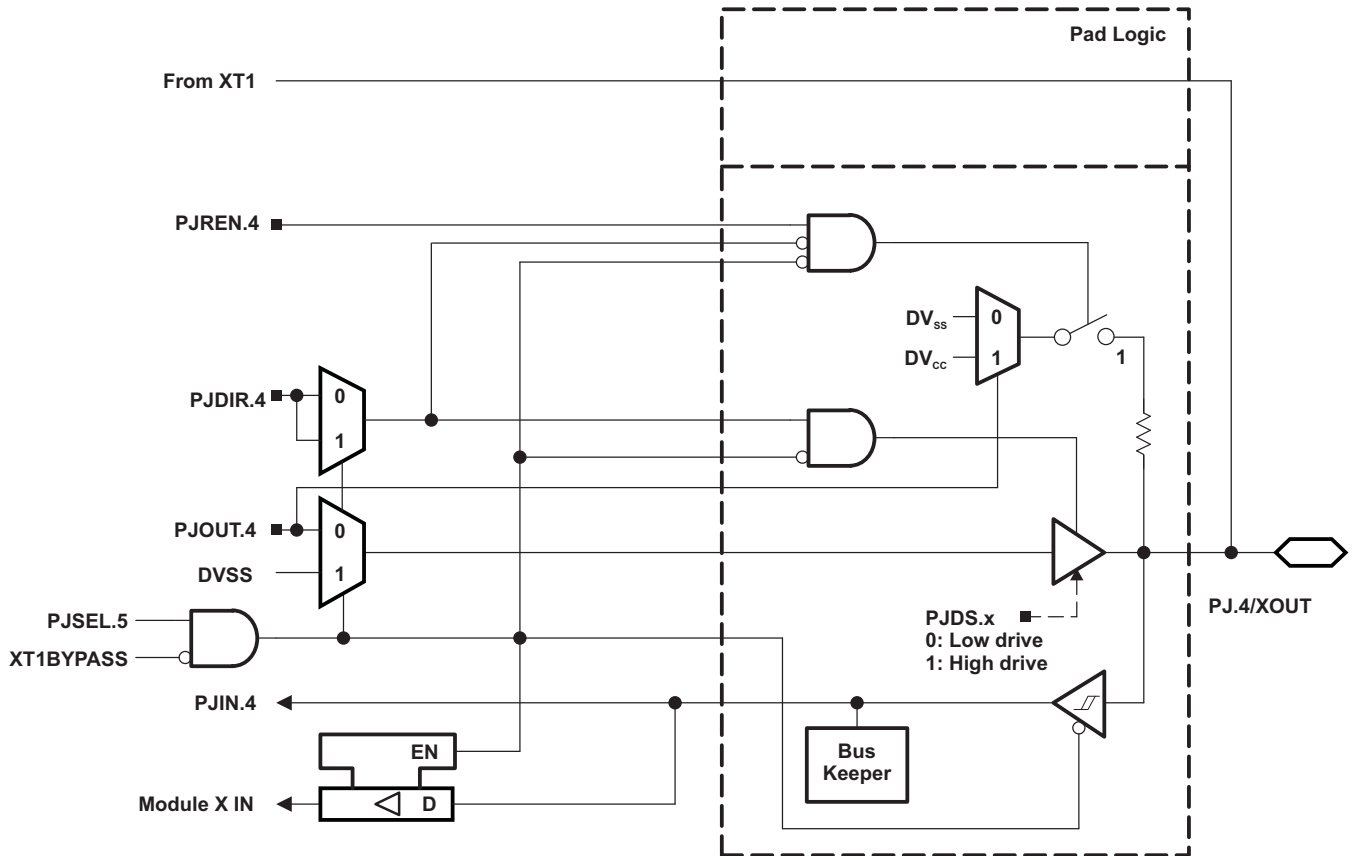 Pad Logic
From XT1
PJREN.4
DVss
0
DVcc
1
1
PJDIR.4
0
1
PJOUT.4
0
DVSS
1
PJSEL.5
XT1BYPASS
PJDS.x
0: Low drive
1: High drive
PJ.4/XOUT
PJIN.4
EN
Bus
Keeper
Module X IN
D